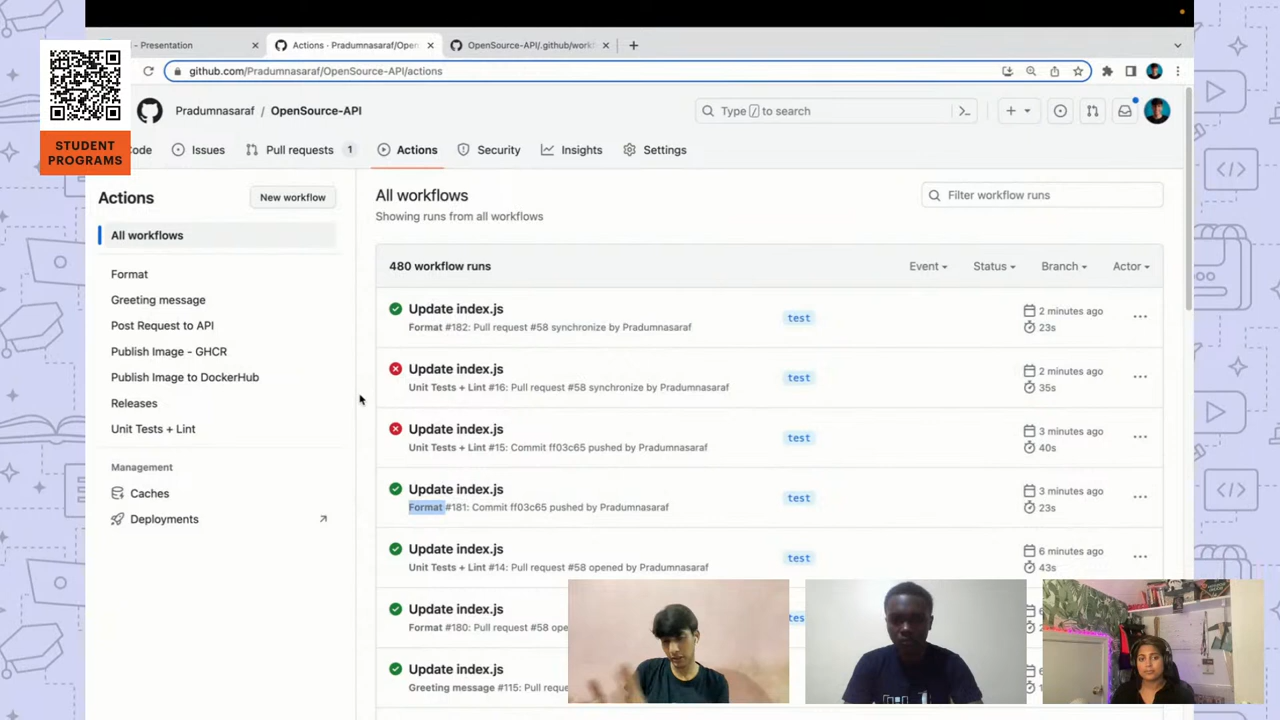 - Presentation
Actions · Pradumnasaraf/Open
OpenSource-API/.github/work
github.com/Pradumnasaraf/OpenSource-API/actions
STUDENT
PROGRAMS
Pradumnasaraf / OpenSource-API
Type / to search
ode
Issues
Pull requests 1
Actions
Security
Insights
Settings
Actions
New workflow
All workflows
Format
Greeting message
Post Request to API
Publish Image - GHCR
Publish Image to DockerHub
Releases
Unit Tests + Lint
Management
Caches
Deployments
All workflows
Showing runs from all workflows
Filter workflow runs
480 workflow runs
Event
Status
Branch
Actor
Update index.js
Format #182: Pull request #58 synchronize by Pradumnasaraf
test
2 minutes ago
23s
Update index.js
Unit Tests + Lint #16: Pull request #58 synchronize by Pradumnasaraf
test
2 minutes ago
35s
Update index.js
Unit Tests + Lint #15: Commit ff03c65 pushed by Pradumnasaraf
test
3 minutes ago
40s
Update index.js
Format #181: Commit ff03c65 pushed by Pradumnasaraf
test
3 minutes ago
23s
Update index.js
Unit Tests + Lint #14: Pull request #58 opened by Pradumnasaraf
test
6 minutes ago
43s
Update index.js
Format #180: Pull request #58 ope
Update index.js
Greeting message #115: Pull reque